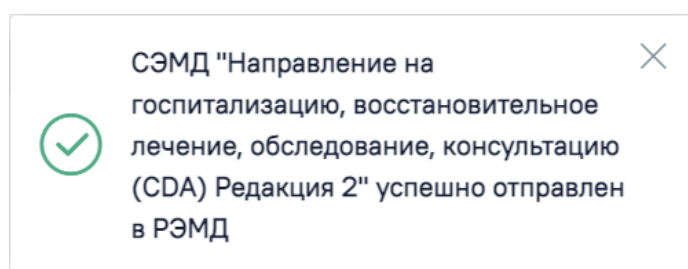 СЭМД "Направление на
госпитализацию, восстановительное
лечение, обследование, консультацию
(CDA) Редакция 2" успешно отправлен
в РЭМД